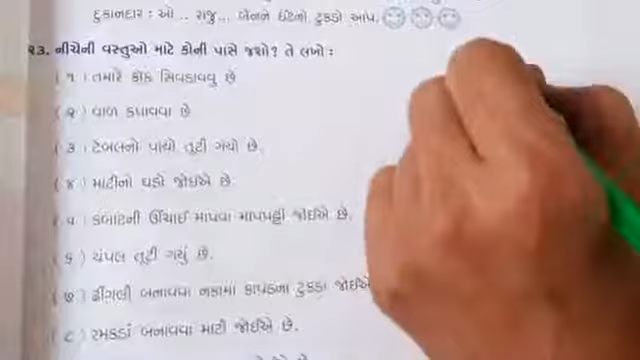 દુકાનદાર : ઓ... રાજુ... બેનને ઇંટનો ટુકડો આપ.
૨૩. નીચેની વસ્તુઓ માટે કોની પાસે જશો? તે લખો :
(૧) તમારે ફ્રોક સિવડાવવુ છે
(૨) વાળ કપાવવા છે
(૩) ટેબલનો પાયો તૂટી ગયો છે.
(૪) માટીનો ઘડો જોઈએ છે
(૫) કબાટની ઊંચાઈ માપવા માપપટ્ટી જોઈએ છે.
(૬) ચંપલ તૂટી ગયું છે.
(૭) ઢીંગલી બનાવવા નકામા કાપડના ટુકડા જોઈએ
(૮) રમકડાં બનાવવા માટી જોઈએ છે.